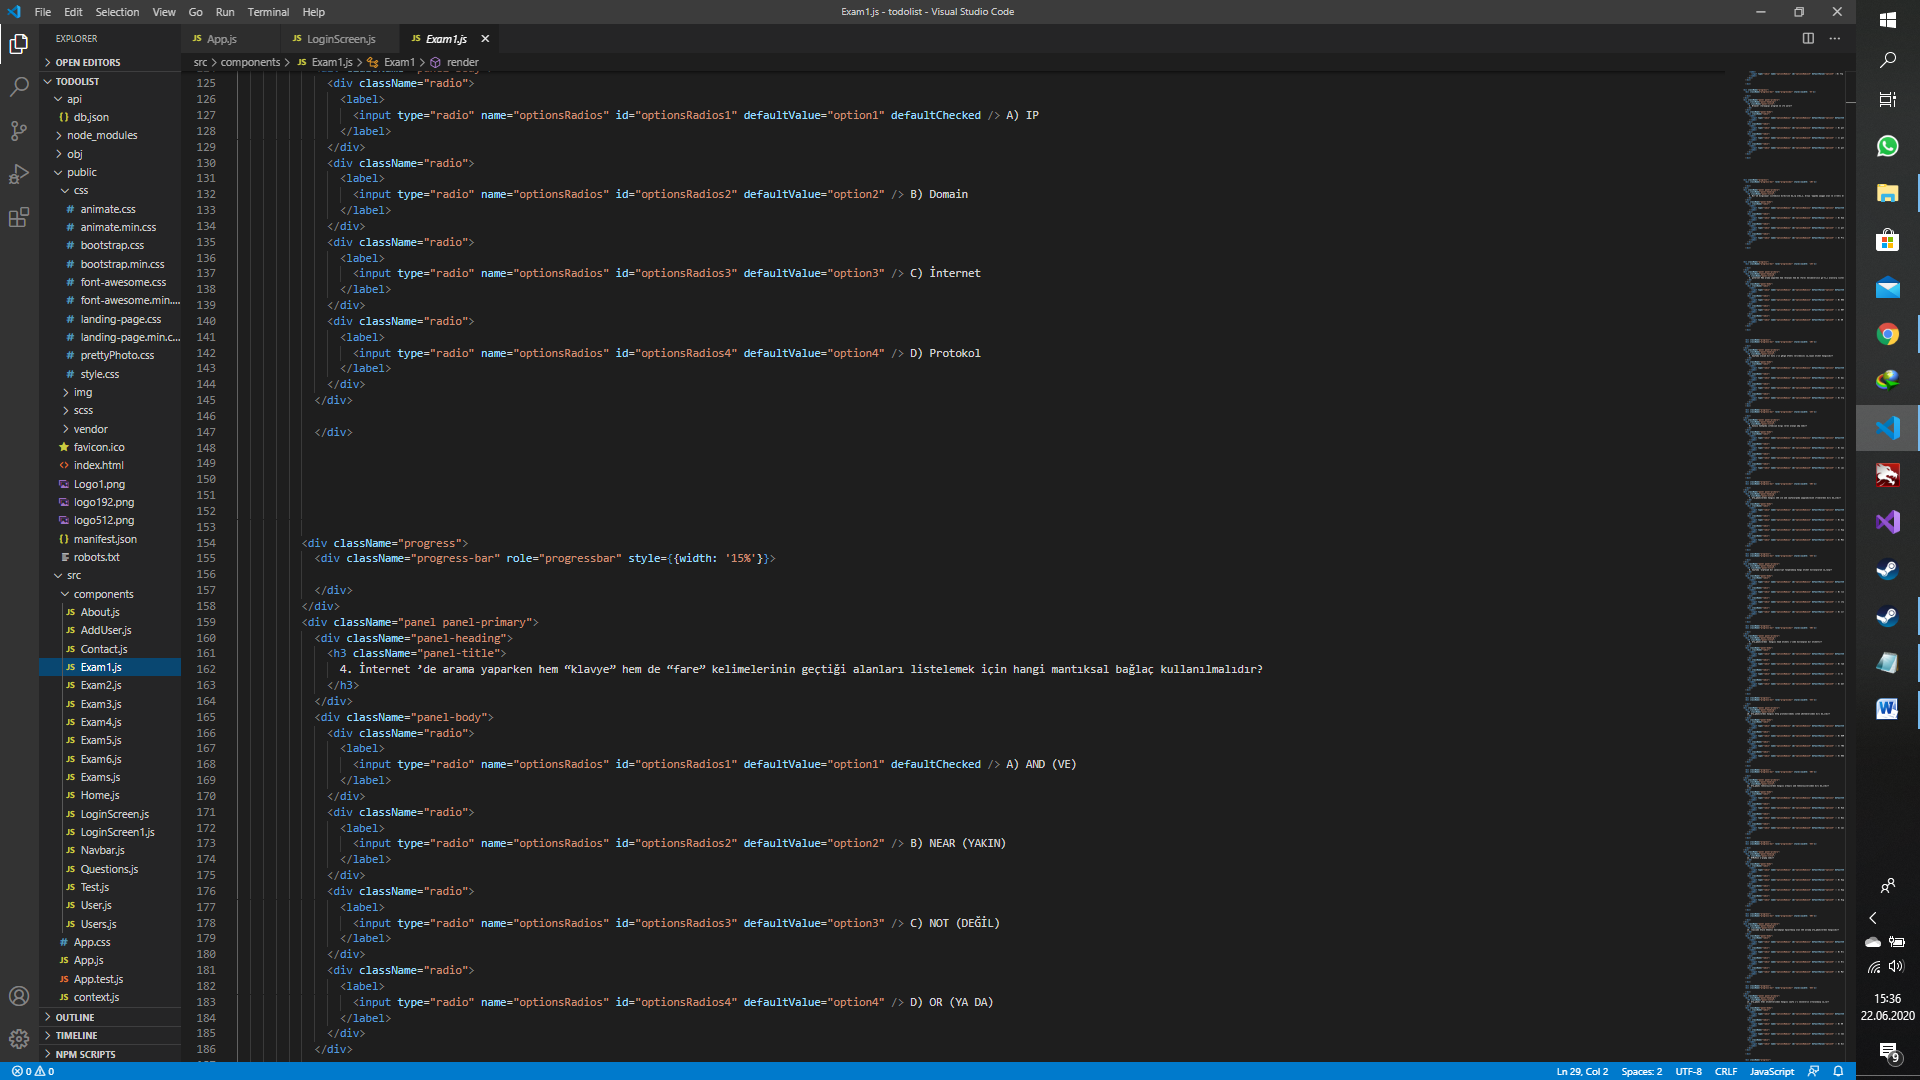 File Edit Selection View Go Run Terminal Help
Exam1.js - todolist - Visual Studio Code
EXPLORER
OPEN EDITORS
TODOLIST
api
db.json
node_modules
obj
public
css
animate.css
animate.min.css
bootstrap.css
bootstrap.min.css
font-awesome.css
font-awesome.min....
landing-page.css
landing-page.min.c...
prettyPhoto.css
style.css
img
scss
vendor
favicon.ico
index.html
Logo1.png
logo192.png
logo512.png
manifest.json
robots.txt
src
components
About.js
AddUser.js
Contact.js
Exam1.js
Exam2.js
Exam3.js
Exam4.js
Exam5.js
Exam6.js
Exams.js
Home.js
LoginScreen.js
LoginScreen1.js
Navbar.js
Questions.js
Test.js
User.js
Users.js
App.css
App.js
App.test.js
context.js
OUTLINE
TIMELINE
NPM SCRIPTS
App.js LoginScreen.js Exam1.js
src > components > Exam1.js > Exam1 > render
125 <div className="radio">
126 <label>
127 <input type="radio" name="optionsRadios" id="optionsRadios1" defaultValue="option1" defaultChecked /> A) IP
128 </label>
129 </div>
130 <div className="radio">
131 <label>
132 <input type="radio" name="optionsRadios" id="optionsRadios2" defaultValue="option2" /> B) Domain
133 </label>
134 </div>
135 <div className="radio">
136 <label>
137 <input type="radio" name="optionsRadios" id="optionsRadios3" defaultValue="option3" /> C) İnternet
138 </label>
139 </div>
140 <div className="radio">
141 <label>
142 <input type="radio" name="optionsRadios" id="optionsRadios4" defaultValue="option4" /> D) Protokol
143 </label>
144 </div>
145 </div>
146
147 </div>
148
149
150
151
152
153
154 <div className="progress">
155 <div className="progress-bar" role="progressbar" style={{width: '15%'}}>
156
157 </div>
158 </div>
159 <div className="panel panel-primary">
160 <div className="panel-heading">
161 <h3 className="panel-title">
162 4. İnternet ’de arama yaparken hem “klavye” hem de “fare” kelimelerinin geçtiği alanları listelemek için hangi mantıksal bağlaç kullanılmalıdır?
163 </h3>
164 </div>
165 <div className="panel-body">
166 <div className="radio">
167 <label>
168 <input type="radio" name="optionsRadios" id="optionsRadios1" defaultValue="option1" defaultChecked /> A) AND (VE)
169 </label>
170 </div>
171 <div className="radio">
172 <label>
173 <input type="radio" name="optionsRadios" id="optionsRadios2" defaultValue="option2" /> B) NEAR (YAKIN)
174 </label>
175 </div>
176 <div className="radio">
177 <label>
178 <input type="radio" name="optionsRadios" id="optionsRadios3" defaultValue="option3" /> C) NOT (DEĞİL)
179 </label>
180 </div>
181 <div className="radio">
182 <label>
183 <input type="radio" name="optionsRadios" id="optionsRadios4" defaultValue="option4" /> D) OR (YA DA)
184 </label>
185 </div>
186 </div>
0 0
Ln 29, Col 2 Spaces: 2 UTF-8 CRLF JavaScript
15:36
22.06.2020
9